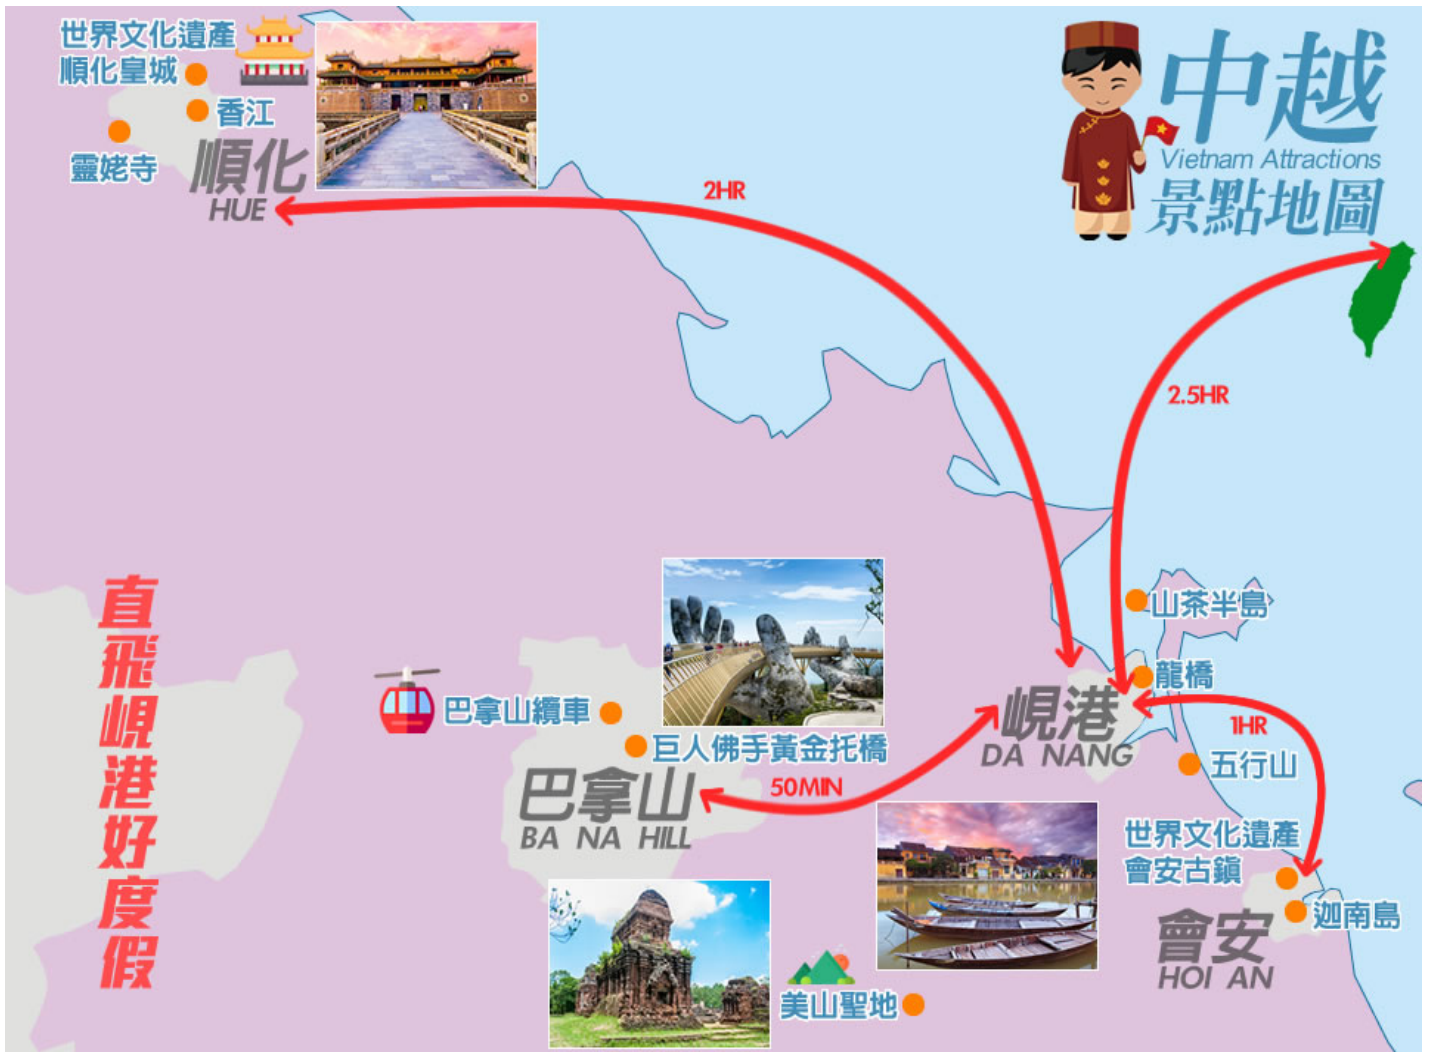 世界文化遺產
順化皇城
香江
靈姥寺
順化
HUE
2HR
中越
Vietnam Attractions
景點地圖
2.5HR
直飛峴港好度假
山茶半島
龍橋
峴港
DA NANG
1HR
五行山
巴拿山纜車
巨人佛手黃金托橋
巴拿山
BA NA HILL
50MIN
世界文化遺產
會安古鎮
迦南島
會安
HOI AN
美山聖地